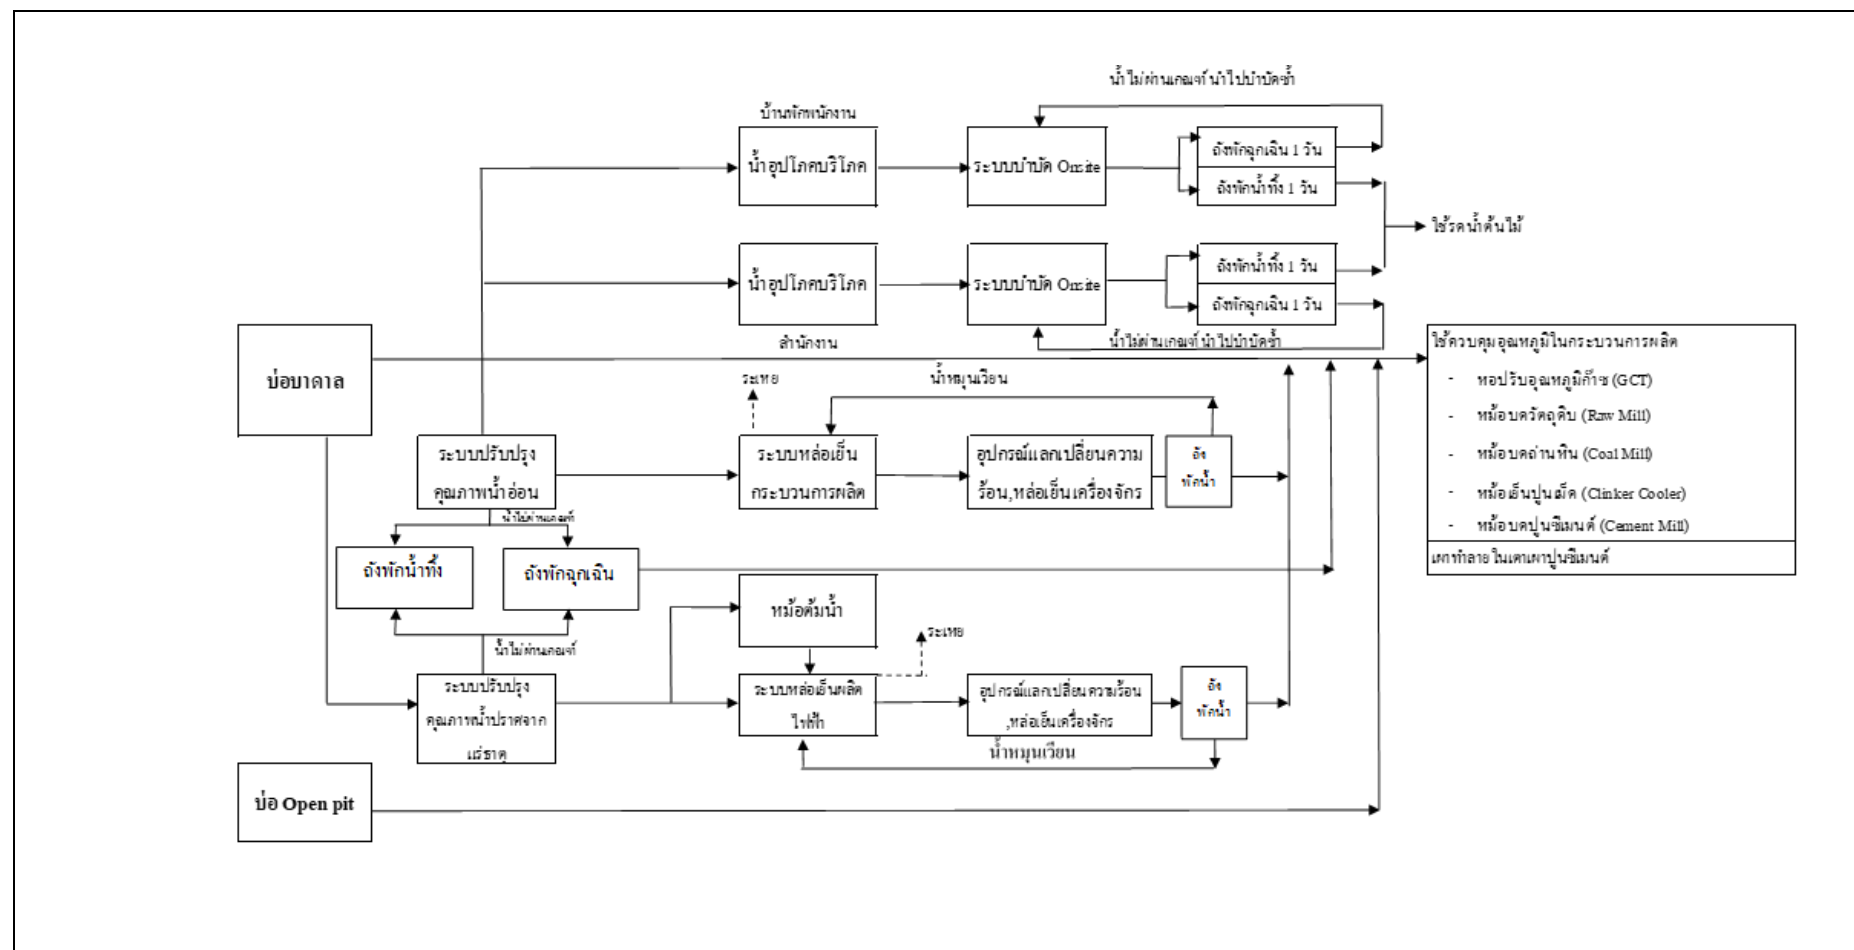 น้ำไม่ผ่านเกณฑ์ นำไปบำบัดซ้ำ
บ้านพักพนักงาน
น้ำอุปโภคบริโภค
ระบบบำบัด Onsite
ถังพักฉุกเฉิน 1 วัน
ถังพักน้ำทิ้ง 1 วัน
ใช้รดน้ำต้นไม้
น้ำอุปโภคบริโภค
ระบบบำบัด Onsite
ถังพักน้ำทิ้ง 1 วัน
ถังพักฉุกเฉิน 1 วัน
สำนักงาน
น้ำไม่ผ่านเกณฑ์ นำไปบำบัดซ้ำ
บ่อบาดาล
ใช้ควบคุมอุณหภูมิในกระบวนการผลิต
- หอปรับอุณหภูมิก๊าซ (GCT)
- หม้อบดวัตถุดิบ (Raw Mill)
- หม้อบดถ่านหิน (Coal Mill)
- หม้อเย็นปูนเม็ด (Clinker Cooler)
- หม้อบดปูนซีเมนต์ (Cement Mill)
เผาทำลายในเตาเผาปูนซีเมนต์
ระเหย
น้ำหมุนเวียน
ระบบปรับปรุง
คุณภาพน้ำอ่อน
ระบบหล่อเย็น
กระบวนการผลิต
อุปกรณ์แลกเปลี่ยนความ
ร้อน,หล่อเย็นเครื่องจักร
ถัง
พักน้ำ
น้ำไม่ผ่านเกณฑ์
ถังพักน้ำทิ้ง
ถังพักฉุกเฉิน
หม้อต้มน้ำ
ระเหย
น้ำไม่ผ่านเกณฑ์
ระบบปรับปรุง
คุณภาพน้ำปราศจาก
แร่ธาตุ
ระบบหล่อเย็นผลิต
ไฟฟ้า
อุปกรณ์แลกเปลี่ยนความร้อน
,หล่อเย็นเครื่องจักร
ถัง
พักน้ำ
น้ำหมุนเวียน
บ่อ Open pit